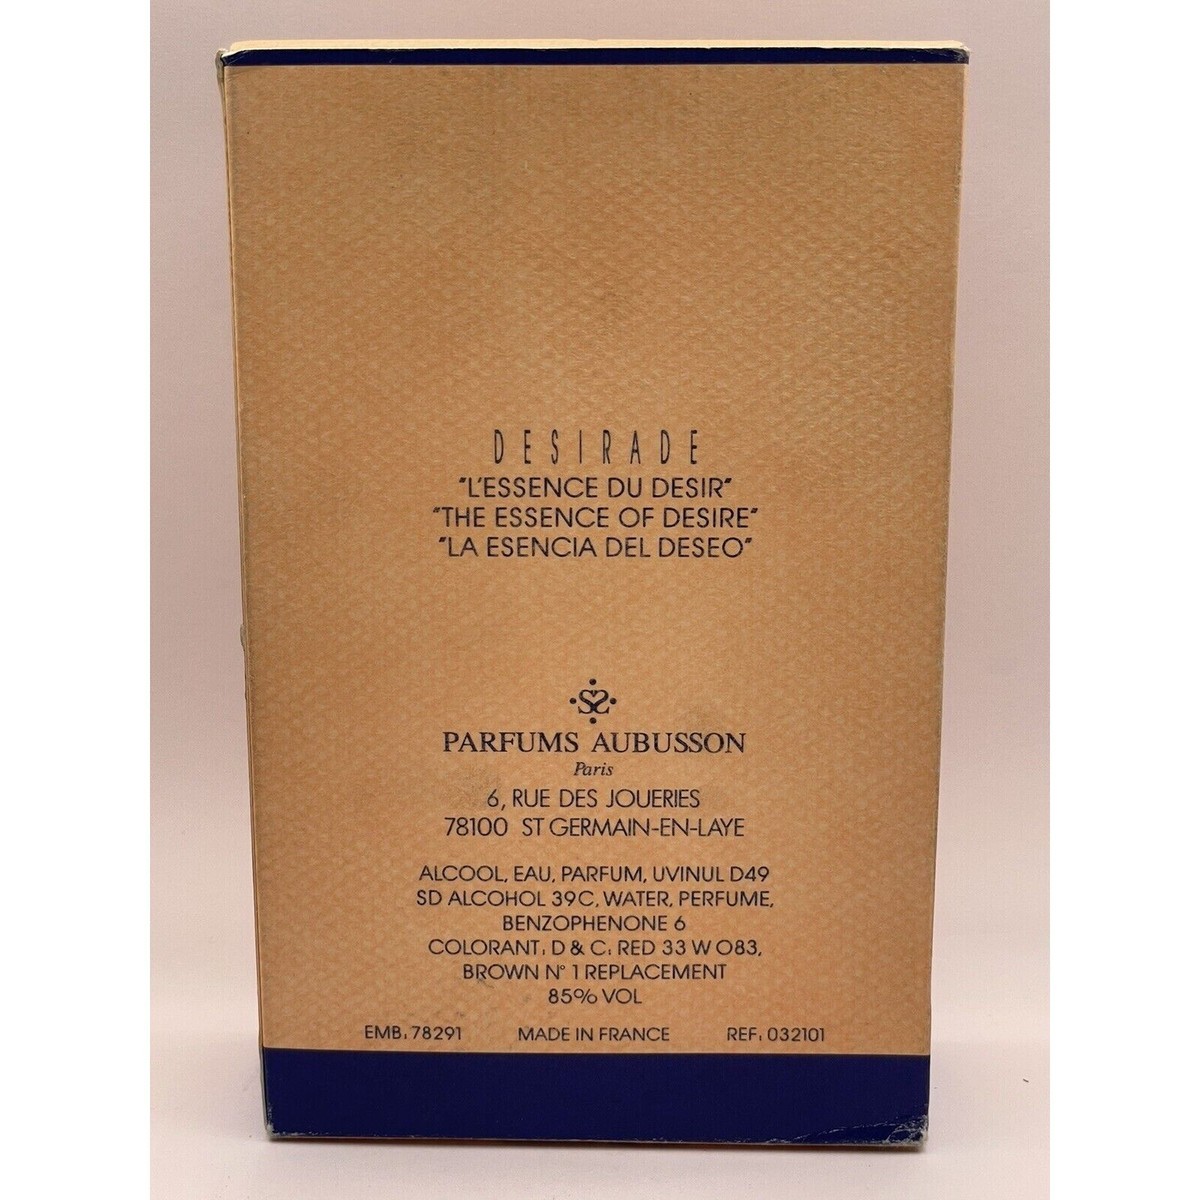 DESIRADE
"L'ESSENCE DU DESIR"
"THE ESSENCE OF DESIRE"
"LA ESENCIA DEL DESEO"
PARFUMS AUBUSSON
Paris
6, RUE DES JOUERIES
78100 ST GERMAIN-EN-LAYE
ALCOOL, EAU, PARFUM, UVINUL D49
SD ALCOHOL 39C, WATER, PERFUME,
BENZOPHENONE 6
COLORANT: D & C: RED 33 W 083,
BROWN N° 1 REPLACEMENT
85% VOL
EMB: 78291 MADE IN FRANCE REF: 032101